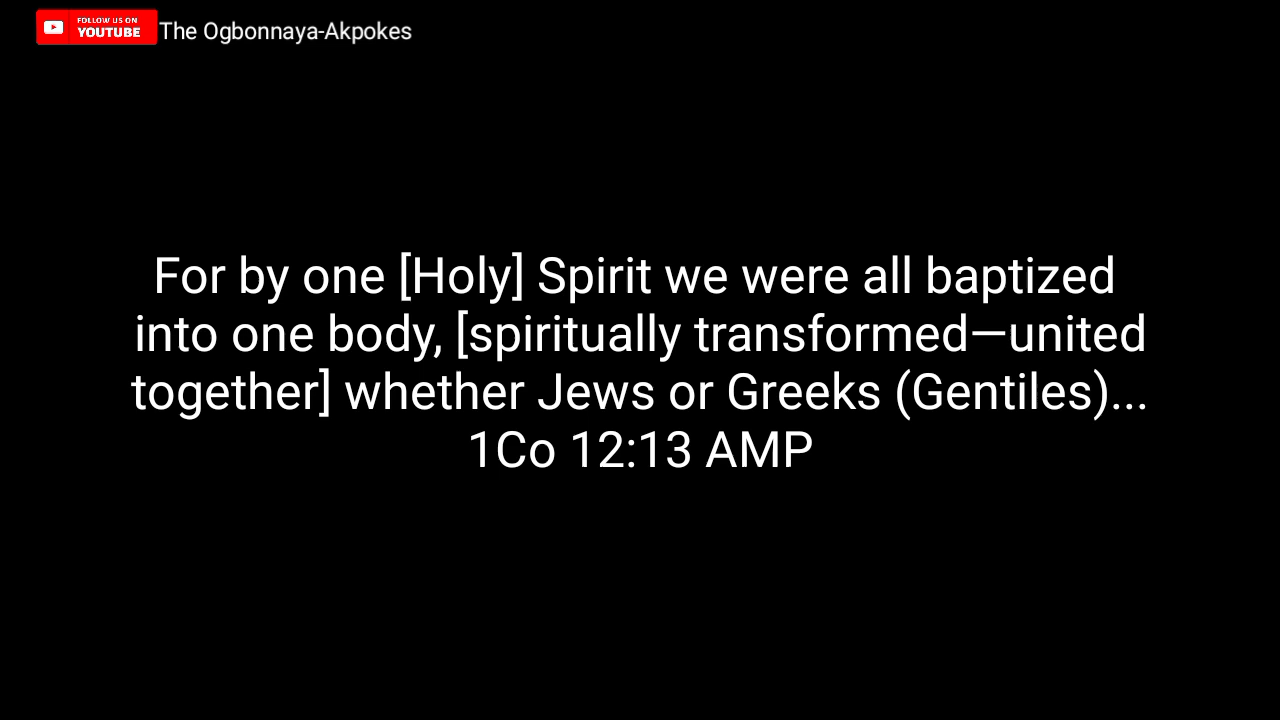 FOLLOW US ON
YOUTUBE
The Ogbonnaya-Akpokes
For by one [Holy] Spirit we were all baptized
into one body, [spiritually transformed—united
together] whether Jews or Greeks (Gentiles)...
1Co 12:13 AMP